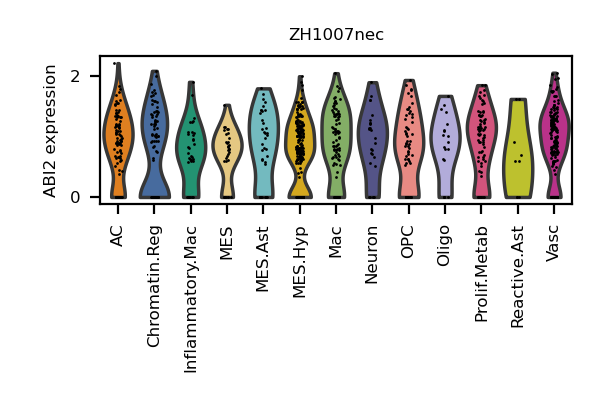 ZH1007nec
ABI2 expression
2
0
AC
Chromatin.Reg
Inflammatory.Mac
MES
MES.Ast
MES.Hyp
Mac
Neuron
OPC
Oligo
Prolif.Metab
Reactive.Ast
Vasc